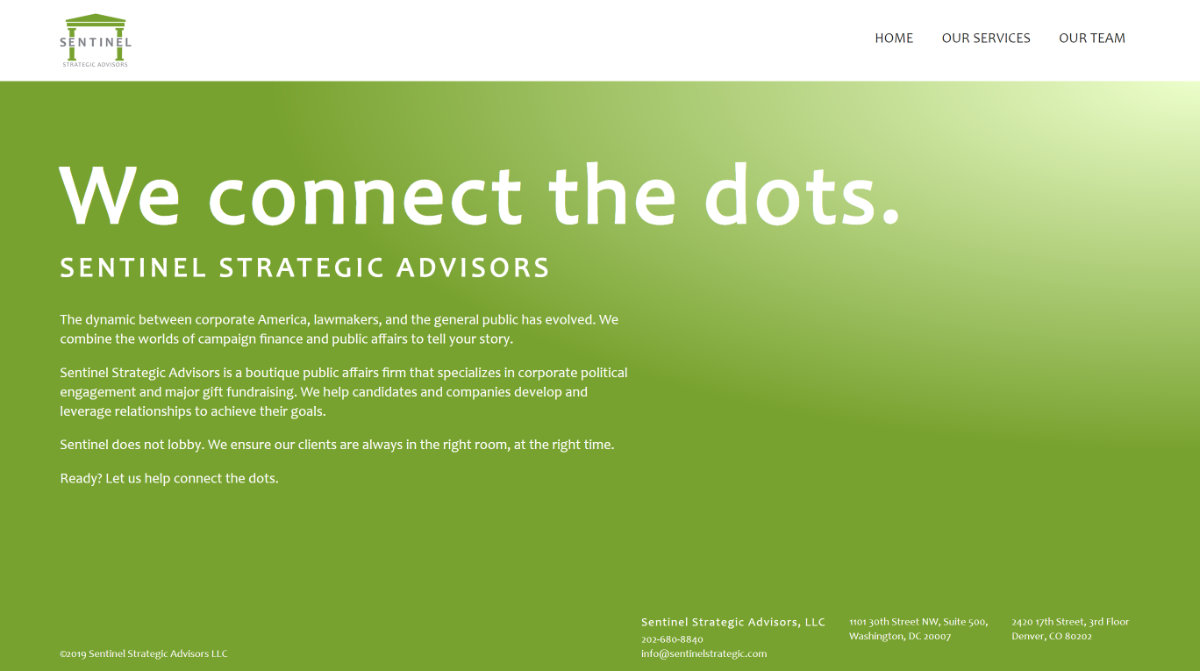 SENTINEL
STRATEGIC ADVISORS
HOME OUR SERVICES OUR TEAM
We connect the dots.
SENTINEL STRATEGIC ADVISORS
The dynamic between corporate America, lawmakers, and the general public has evolved. We
combine the worlds of campaign finance and public affairs to tell your story.
Sentinel Strategic Advisors is a boutique public affairs firm that specializes in corporate political
engagement and major gift fundraising. We help candidates and companies develop and
leverage relationships to achieve their goals.
Sentinel does not lobby. We ensure our clients are always in the right room, at the right time.
Ready? Let us help connect the dots.
©2019 Sentinel Strategic Advisors LLC
Sentinel Strategic Advisors, LLC
202-680-8840
info@sentinelstrategic.com
1101 30th Street NW, Suite 500,
Washington, DC 20007
2420 17th Street, 3rd Floor
Denver, CO 80202